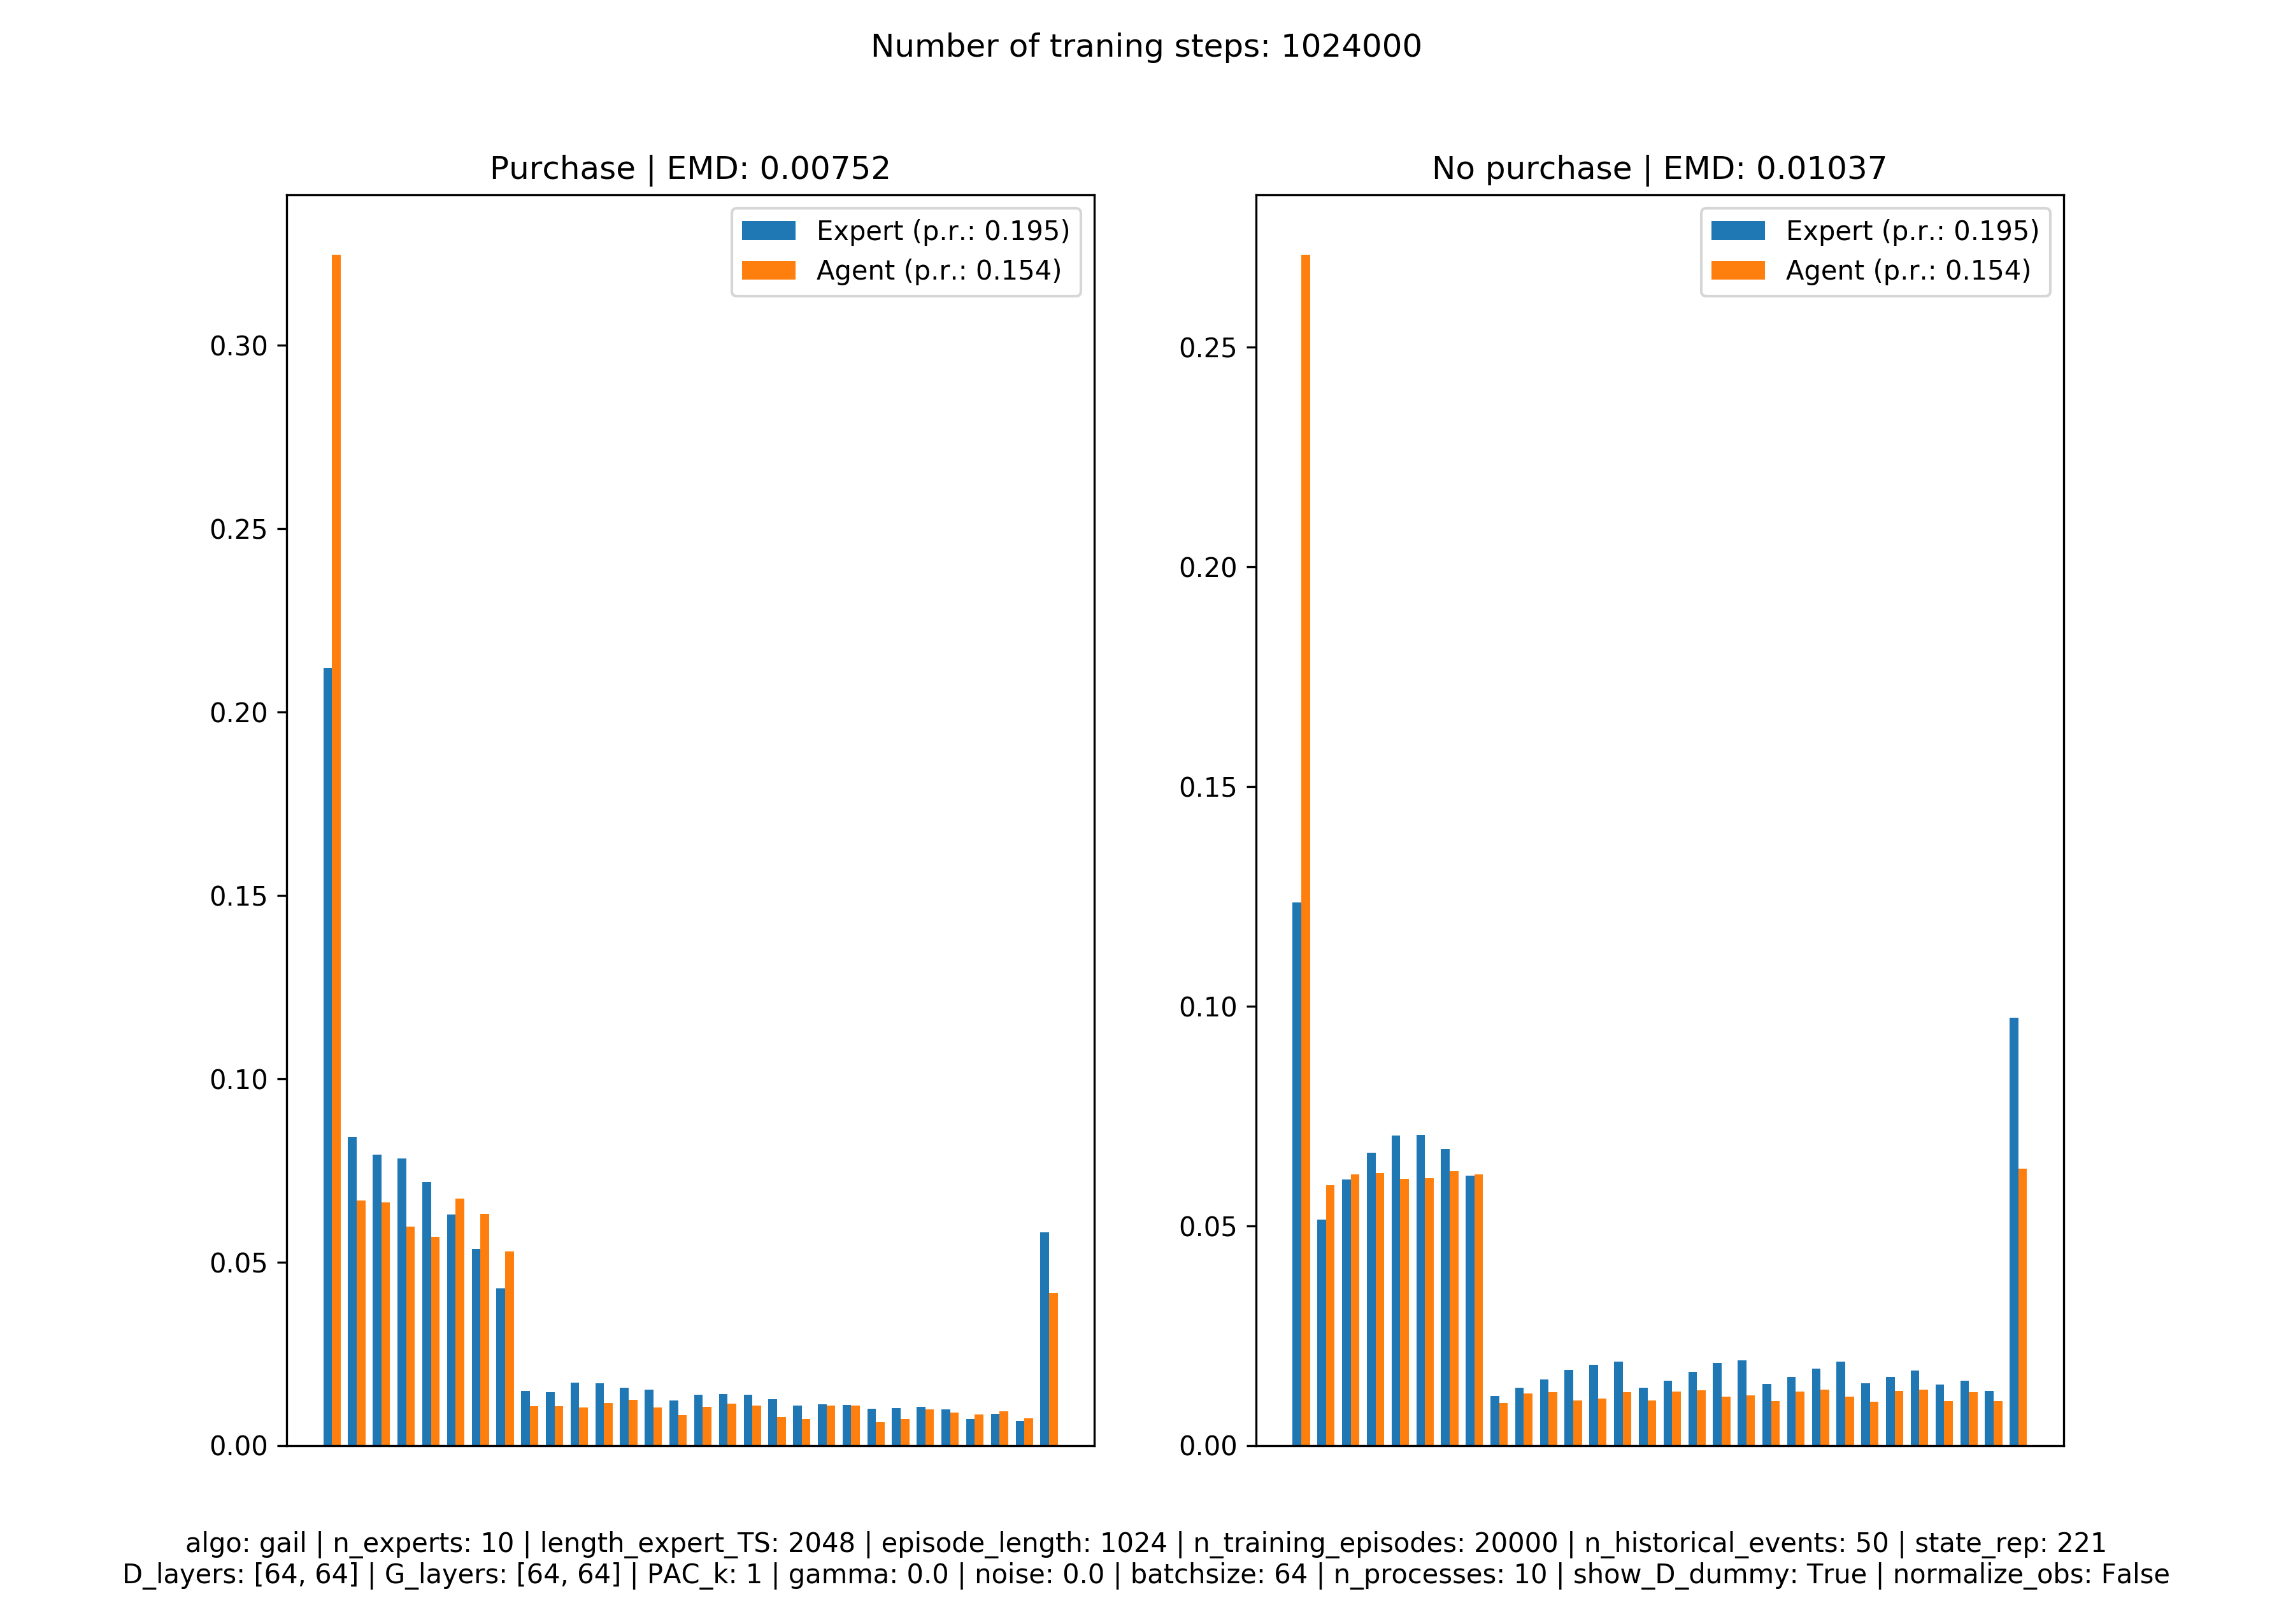 Number of traning steps: 1024000
Purchase | EMD: 0.00752
Expert (p.r.: 0.195)
Agent (p.r.: 0.154)
0.30
0.25
0.20
0.15
0.10
0.05
0.00
No purchase | EMD: 0.01037
Expert (p.r.: 0.195)
Agent (p.r.: 0.154)
0.25
0.20
0.15
0.10
0.05
0.00
algo: gail | n_experts: 10 | length_expert_TS: 2048 | episode_length: 1024 | n_training_episodes: 20000 | n_historical_events: 50 | state_rep: 221
D_layers: [64, 64] | G_layers: [64, 64] | PAC_k: 1 | gamma: 0.0 | noise: 0.0 | batchsize: 64 | n_processes: 10 | show_D_dummy: True | normalize_obs: False